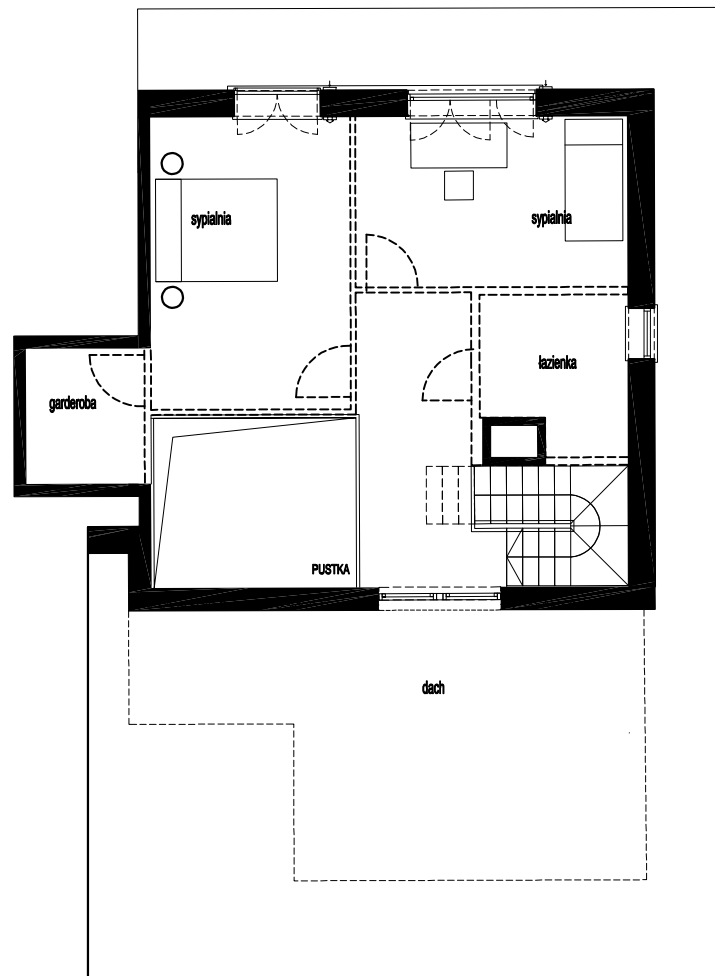 sypialnia
sypialnia
łazienka
garderoba
PUSTKA
dach